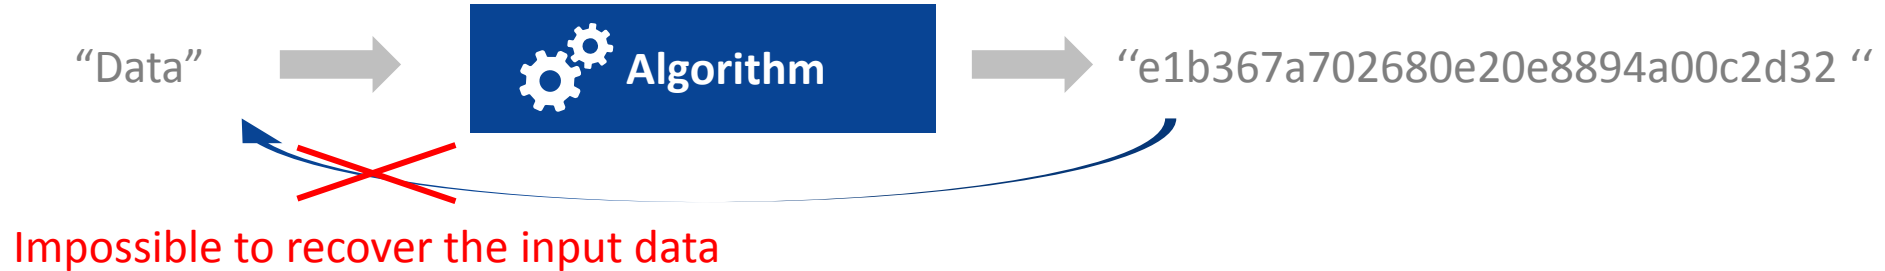 “Data”
Algorithm
‘‘e1b367a702680e20e8894a00c2d32 ‘‘
Impossible to recover the input data